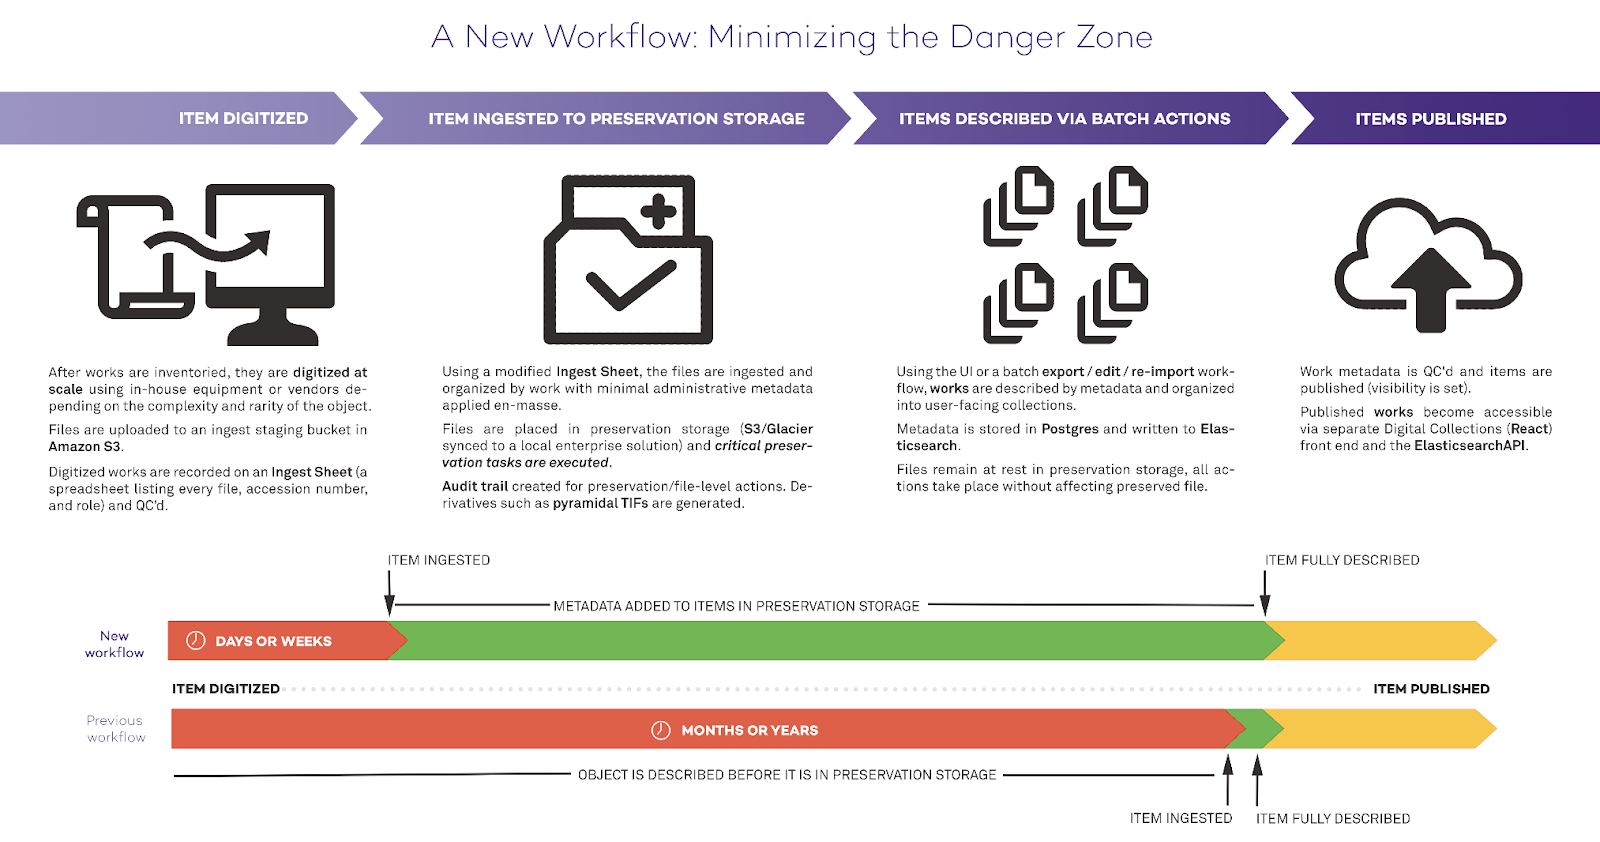 A New Workflow: Minimizing the Danger Zone
ITEM DIGITIZED
ITEM INGESTED TO PRESERVATION STORAGE
ITEMS DESCRIBED VIA BATCH ACTIONS
ITEMS PUBLISHED
After works are inventoried, they are digitized at
scale using in-house equipment or vendors de-
pending on the complexity and rarity of the object.
Files are uploaded to an ingest staging bucket in
Amazon S3.
Digitized works are recorded on an Ingest Sheet (a
spreadsheet listing every file, accession number,
and role) and QC'd.
Using a modified Ingest Sheet, the files are ingested and
organized by work with minimal administrative metadata
applied en-masse.
Files are placed in preservation storage (S3/Glacier
synced to a local enterprise solution) and critical preser-
vation tasks are executed.
Audit trail created for preservation/file-level actions. De-
rivatives such as pyramidal TIFs are generated.
Using the UI or a batch export / edit / re-import work-
flow, works are described by metadata and organized
into user-facing collections.
Metadata is stored in Postgres and written to Elas-
ticsearch.
Files remain at rest in preservation storage, all ac-
tions take place without affecting preserved file.
Work metadata is QC'd and items are
published (visibility is set).
Published works become accessible
via separate Digital Collections (React)
front end and the ElasticsearchAPI.
ITEM INGESTED
ITEM FULLY DESCRIBED
METADATA ADDED TO ITEMS IN PRESERVATION STORAGE
New
workflow
DAYS OR WEEKS
ITEM DIGITIZED
ITEM PUBLISHED
Previous
workflow
MONTHS OR YEARS
OBJECT IS DESCRIBED BEFORE IT IS IN PRESERVATION STORAGE
ITEM INGESTED
ITEM FULLY DESCRIBED